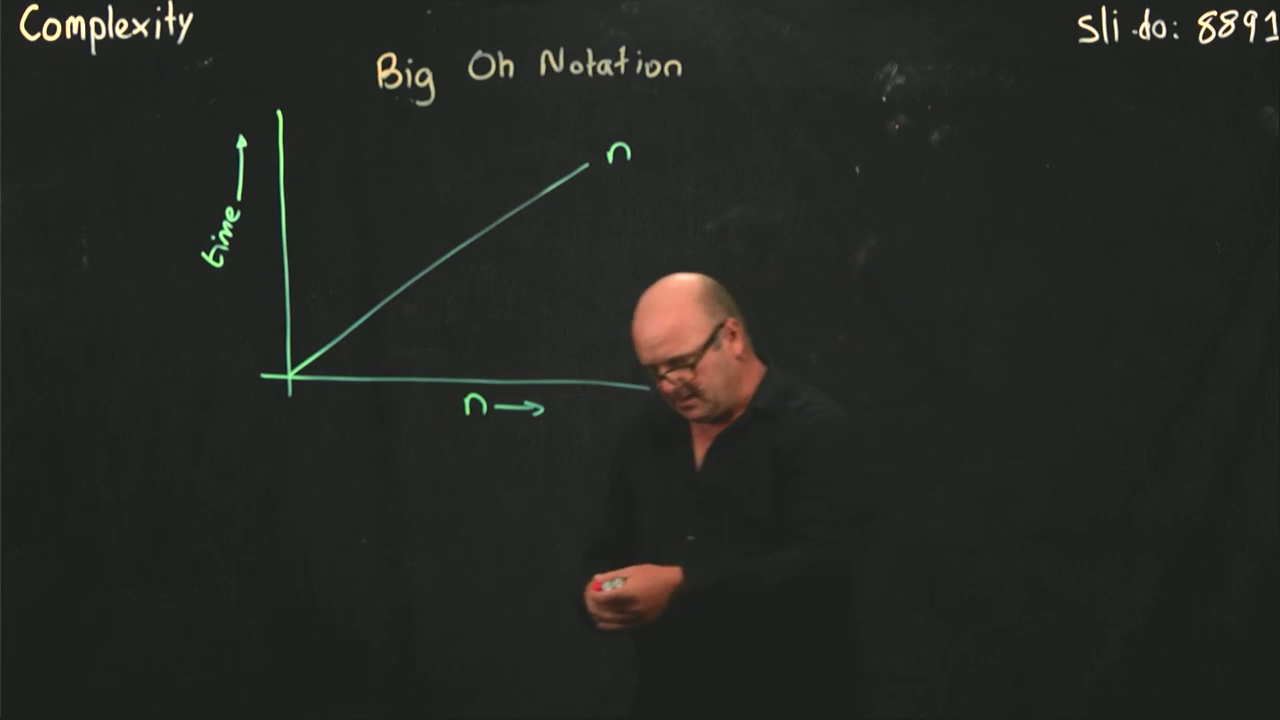 Complexity
Sli.do: 8891
Big Oh Notation
time →
n
n →